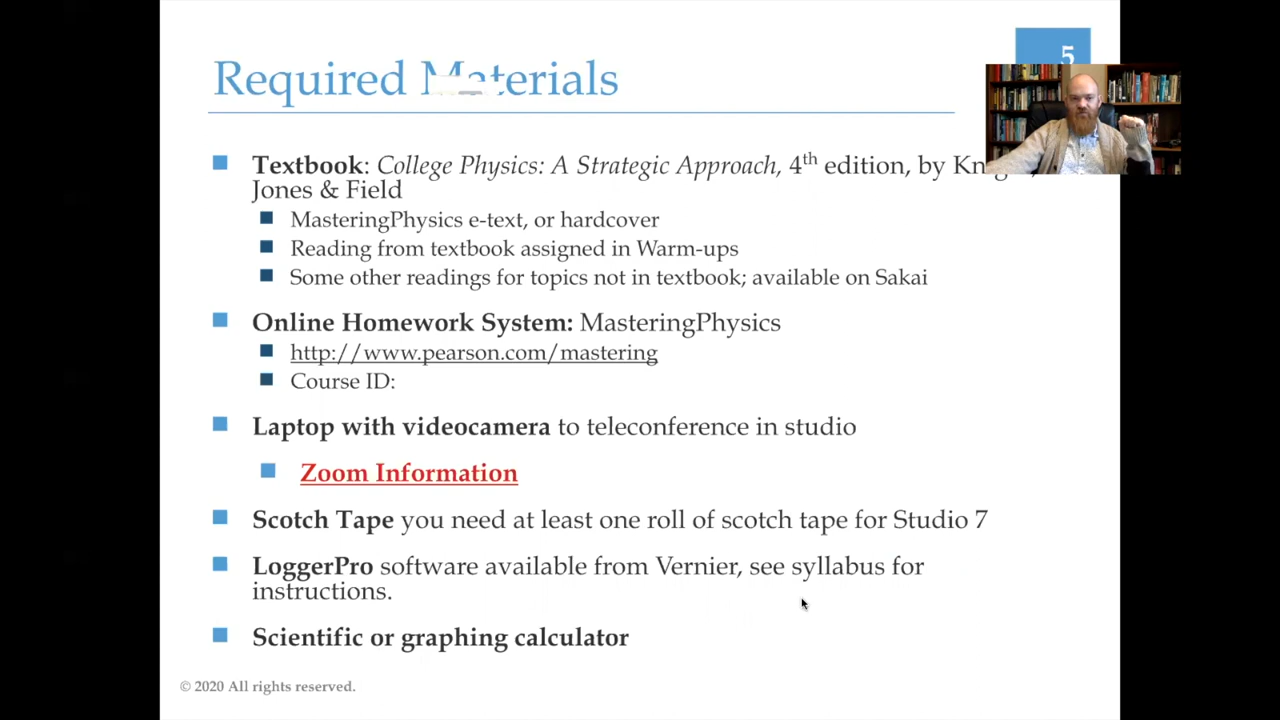 5
Required Materials
Textbook: College Physics: A Strategic Approach, 4th edition, by
Jones & Field
MasteringPhysics e-text, or hardcover
Reading from textbook assigned in Warm-ups
Some other readings for topics not in textbook; available on Sakai
Online Homework System: MasteringPhysics
http://www.pearson.com/mastering
Course ID:
Laptop with videocamera to teleconference in studio
Zoom Information
Scotch Tape you need at least one roll of scotch tape for Studio 7
LoggerPro software available from Vernier, see syllabus for
instructions.
Scientific or graphing calculator
© 2020 All rights reserved.